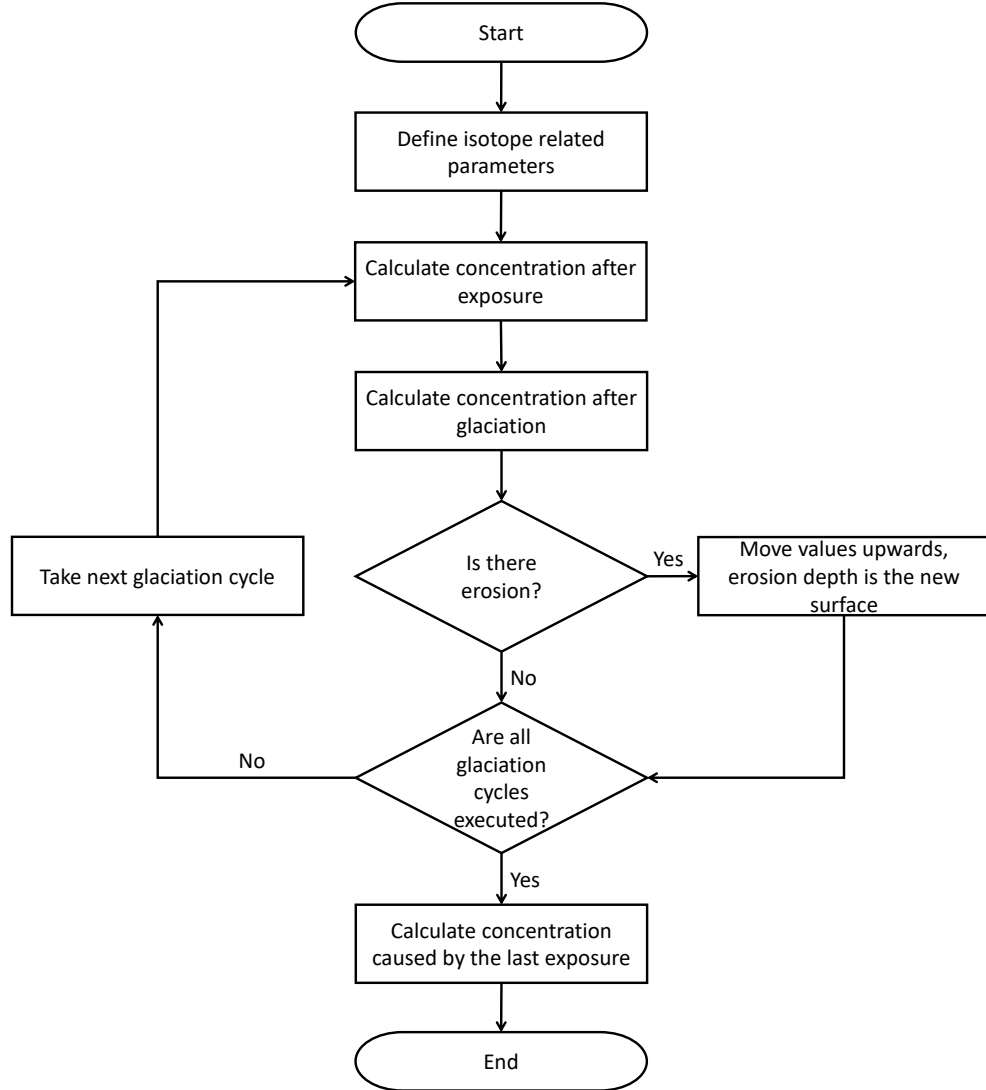 Start
Define isotope related
parameters
Calculate concentration after
exposure
Calculate concentration after
glaciation
Is there
erosion?
Yes
Move values upwards,
erosion depth is the new
surface
Take next glaciation cycle
No
Are all
glaciation
cycles
executed?
No
Yes
Calculate concentration
caused by the last exposure
End